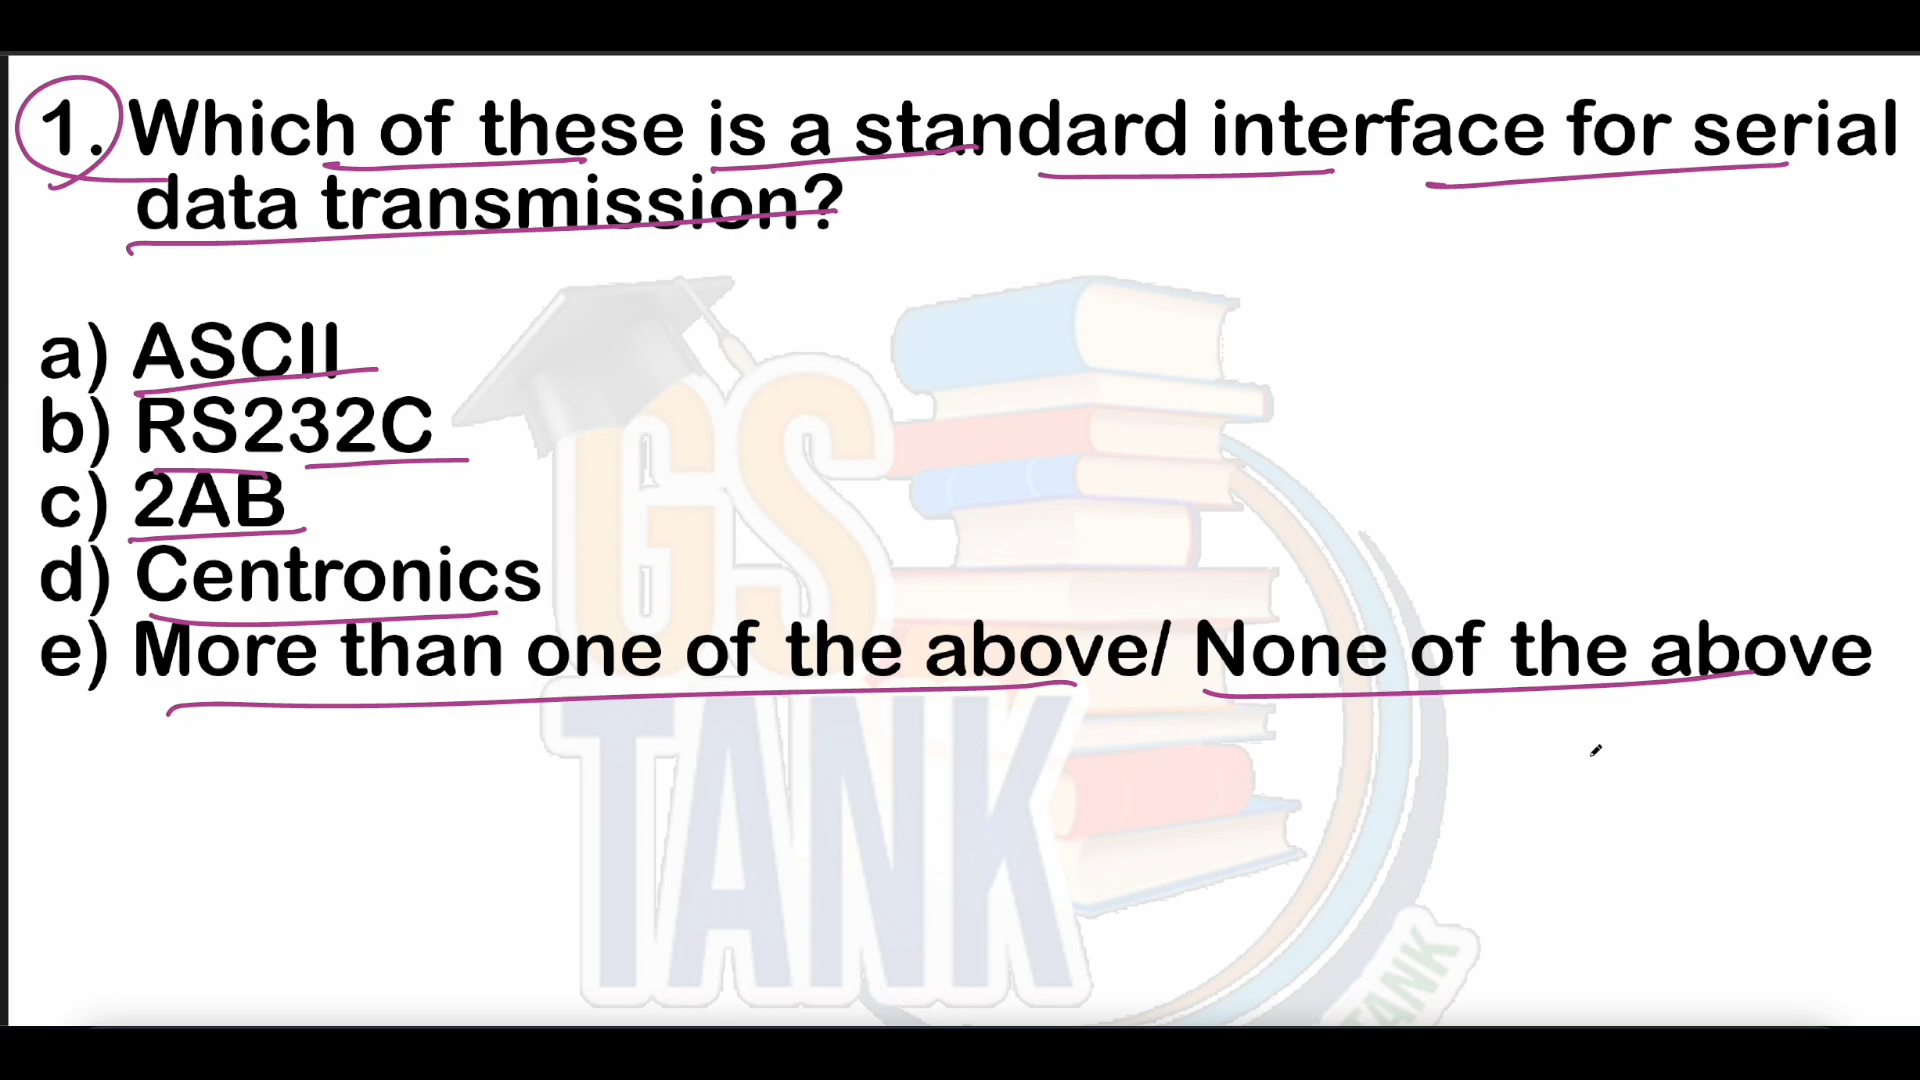 1. Which of these is a standard interface for serial
data transmission?
a) ASCII
b) RS232C
c) 2AB
d) Centronics
e) More than one of the above/ None of the above
GS
TANK
TANK